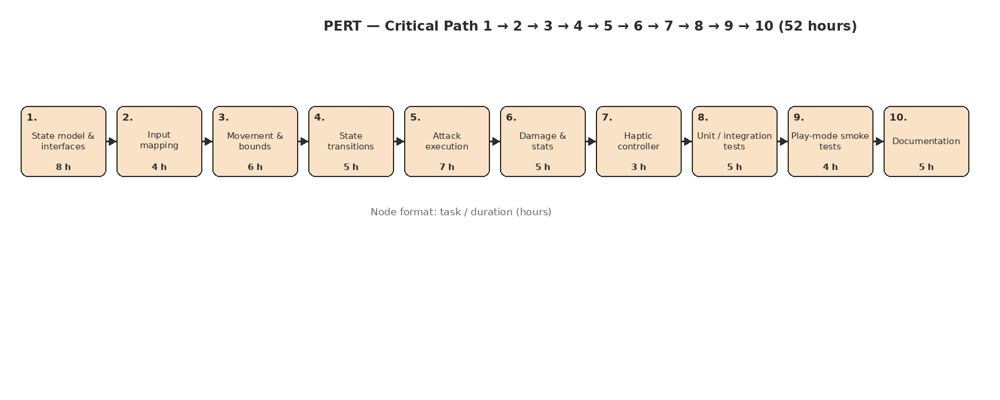 PERT — Critical Path 1 → 2 → 3 → 4 → 5 → 6 → 7 → 8 → 9 → 10 (52 hours)
1.
State model &
interfaces
8 h
2.
Input
mapping
4 h
3.
Movement &
bounds
6 h
4.
State
transitions
5 h
5.
Attack
execution
7 h
6.
Damage &
stats
5 h
7.
Haptic
controller
3 h
8.
Unit / integration
tests
5 h
9.
Play-mode smoke
tests
4 h
10.
Documentation
5 h
Node format: task / duration (hours)